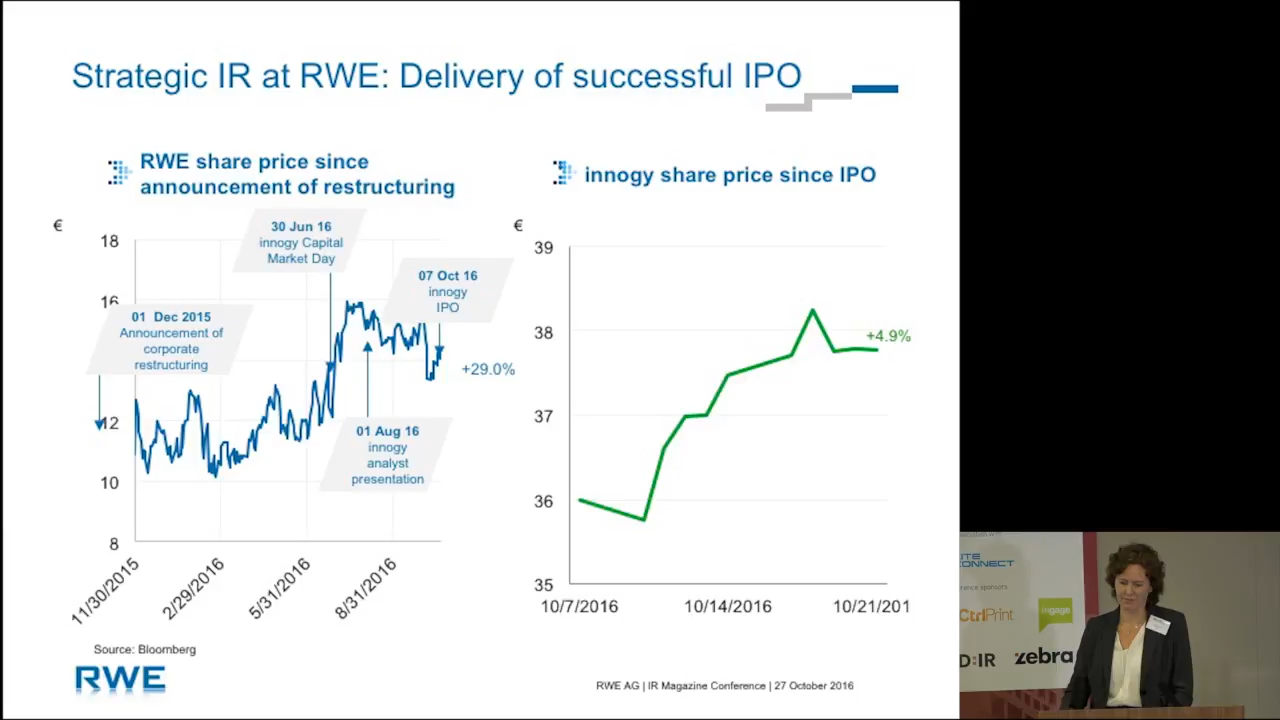 Strategic IR at RWE: Delivery of successful IPO
RWE share price since
announcement of restructuring
€
18
16
12
10
8
30 Jun 16
innogy Capital
Market Day
07 Oct 16
innogy
IPO
01 Dec 2015
Announcement of
corporate
restructuring
+29.0%
01 Aug 16
innogy
analyst
presentation
11/30/2015
2/29/2016
5/31/2016
8/31/2016
innogy share price since IPO
€
39
38
37
36
35
+4.9%
10/7/2016
10/14/2016
10/21/201
Source: Bloomberg
RWE
RWE AG | IR Magazine Conference | 27 October 2016
CONNECT
sponsors
CtrlPrint
engage
D:IR
zebra